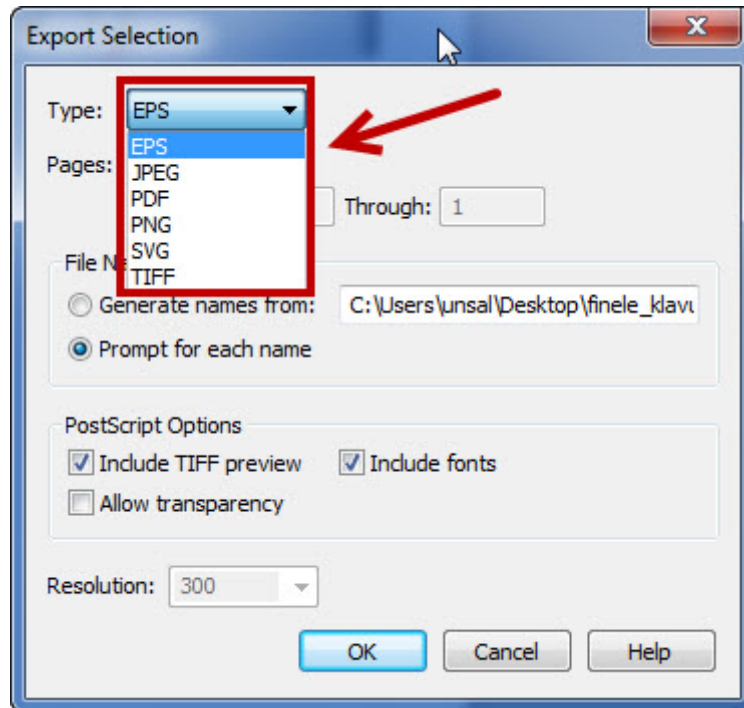 Export Selection
Type: EPS
EPS
JPEG
PDF
PNG
SVG
TIFF
Pages:
Through: 1
File N
Generate names from: C:\Users\unsal\Desktop\finele_klavu
Prompt for each name
PostScript Options
Include TIFF preview Include fonts
Allow transparency
Resolution: 300
OK Cancel Help